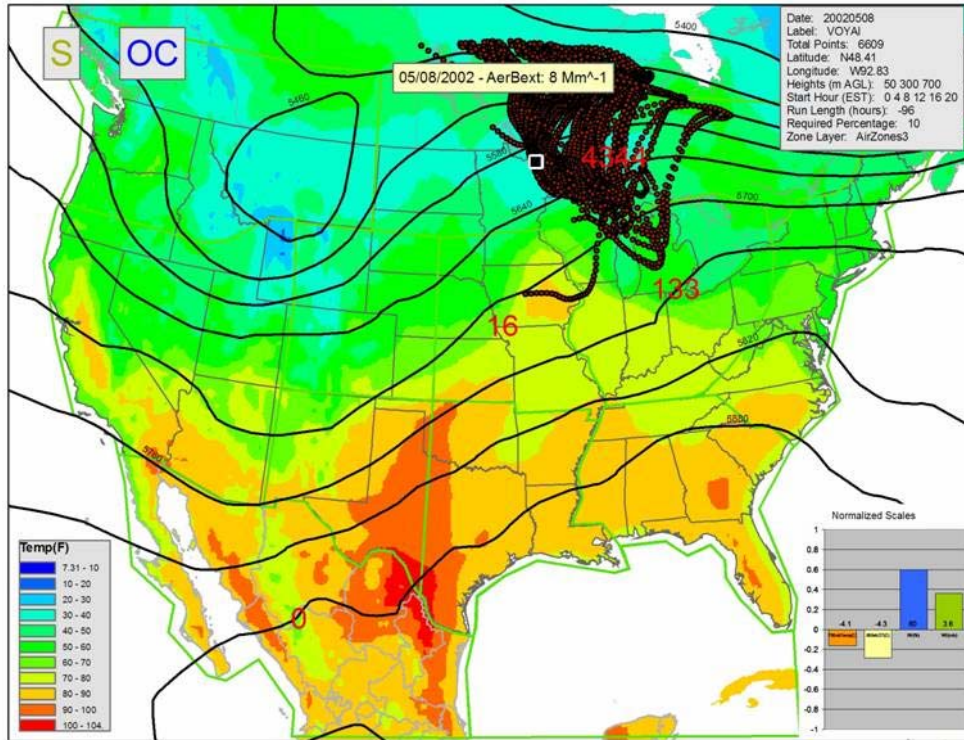 S
OC
05/08/2002 - AerBext: 8 Mm^-1
Date: 20020508
Label: VOYAI
Total Points: 6609
Latitude: N48.41
Longitude: W92.83
Heights (m AGL): 50 300 700
Start Hour (EST): 0 4 8 12 16 20
Run Length (hours): -96
Required Percentage: 10
Zone Layer: AirZones3
5400
5460
5580
5640
5700
4344
133
16
5820
5880
5760
0
Temp(F)
7.31 - 10
10 - 20
20 - 30
30 - 40
40 - 50
50 - 60
60 - 70
70 - 80
80 - 90
90 - 100
100 - 104.
Normalized Scales
1
0.8
0.6
0.4
0.2
0
-0.2
-0.4
-0.6
-0.8
-1
-4.1
-4.3
60
3.6